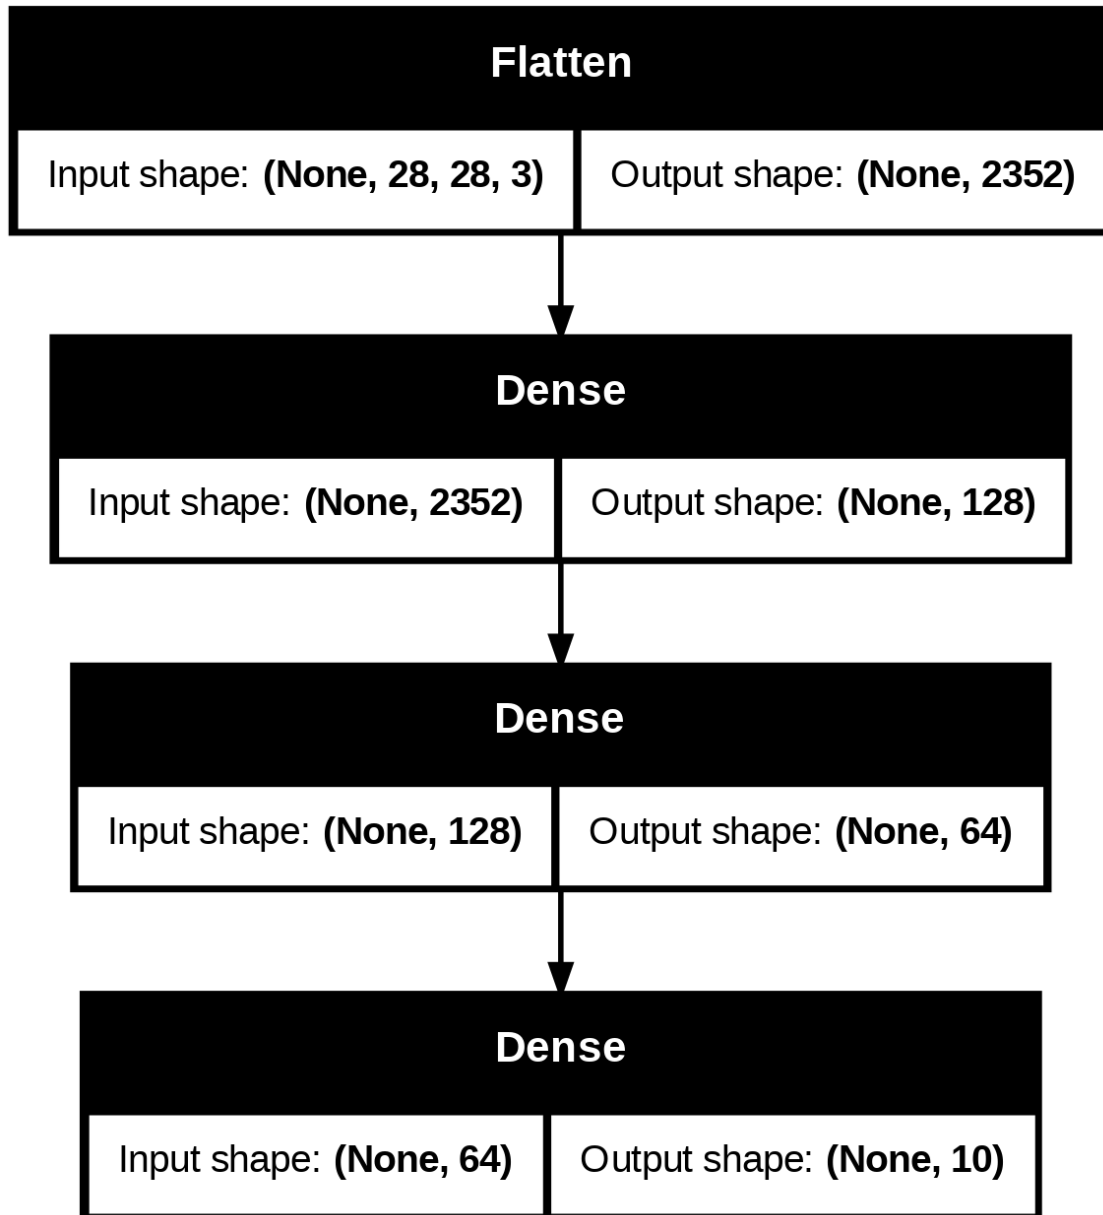 Flatten
Input shape: (None, 28, 28, 3) Output shape: (None, 2352)
Dense
Input shape: (None, 2352) Output shape: (None, 128)
Dense
Input shape: (None, 128) Output shape: (None, 64)
Dense
Input shape: (None, 64) Output shape: (None, 10)